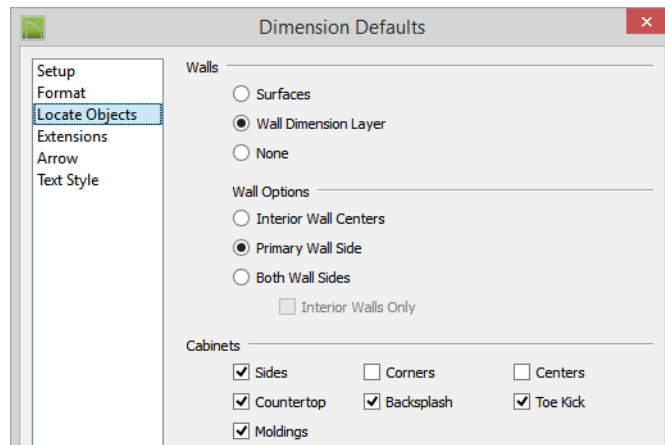 Dimension Defaults
Setup
Format
Locate Objects
Extensions
Arrow
Text Style
Walls
Surfaces
Wall Dimension Layer
None
Wall Options
Interior Wall Centers
Primary Wall Side
Both Wall Sides
Interior Walls Only
Cabinets
Sides Corners Centers
Countertop Backsplash Toe Kick
Moldings